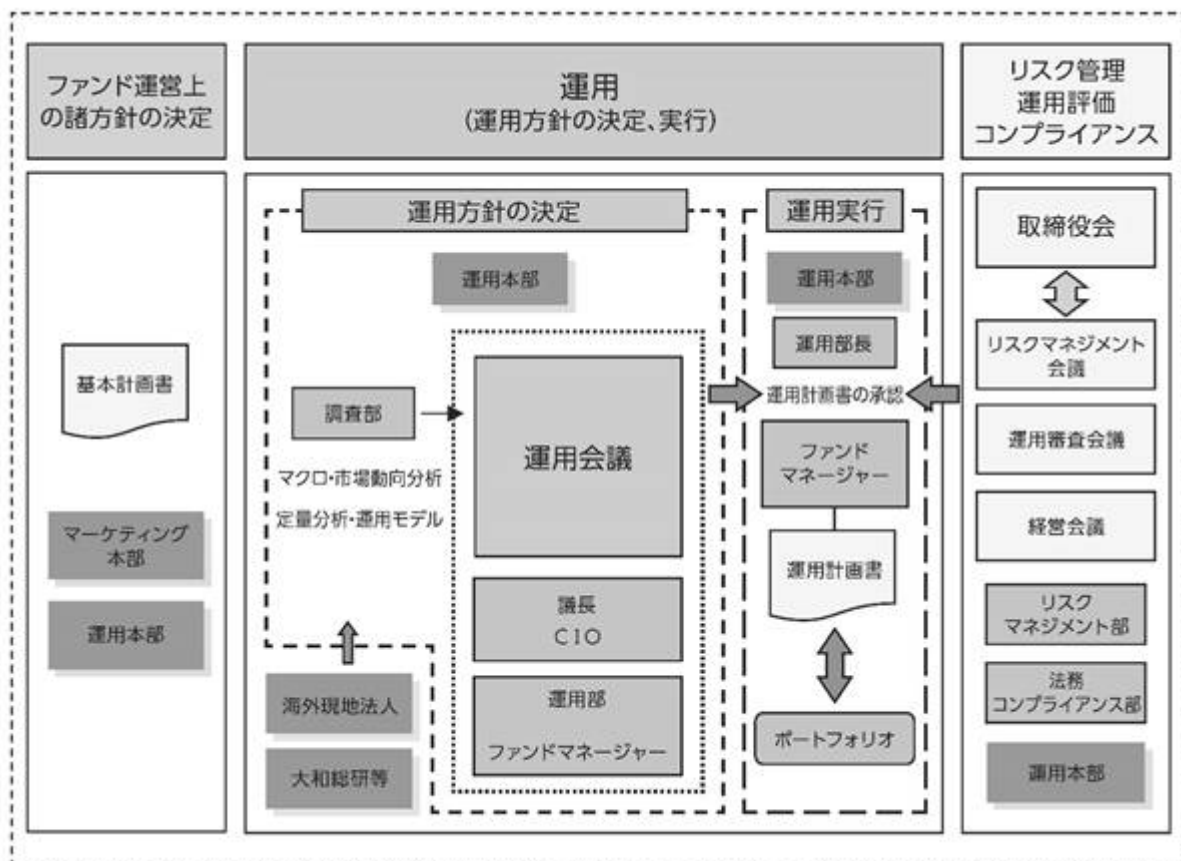 ファンド運営上
の諸方針の決定
運用
(運用方針の決定、実行)
リスク管理
運用評価
コンプライアンス
基本計画書
マーケティング
本部
運用本部
運用方針の決定
運用本部
調査部
マクロ・市場動向分析
定量分析・運用モデル
運用会議
議長
CIO
運用部
ファンドマネージャー
海外現地法人
大和総研等
運用実行
運用本部
運用部長
運用計画書の承認
ファンド
マネージャー
運用計画書
ポートフォリオ
取締役会
リスクマネジメント
会議
運用審査会議
経営会議
リスク
マネジメント部
法務
コンプライアンス部
運用本部